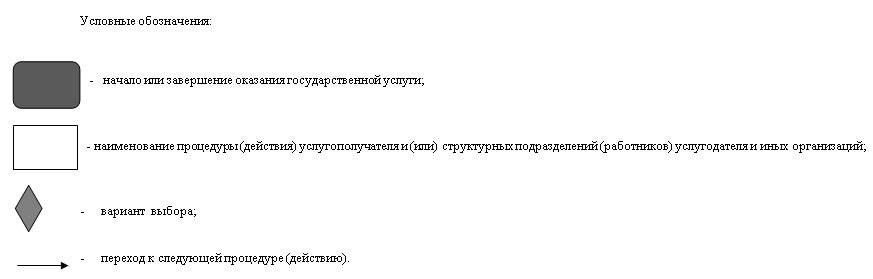 Условные обозначения:
- начало или завершение оказания государственной услуги;
- наименование процедуры (действия) услугополучателя и (или) структурных подразделений (работников) услугодателя и иных организаций;
- вариант выбора;
- переход к следующей процедуре (действию).